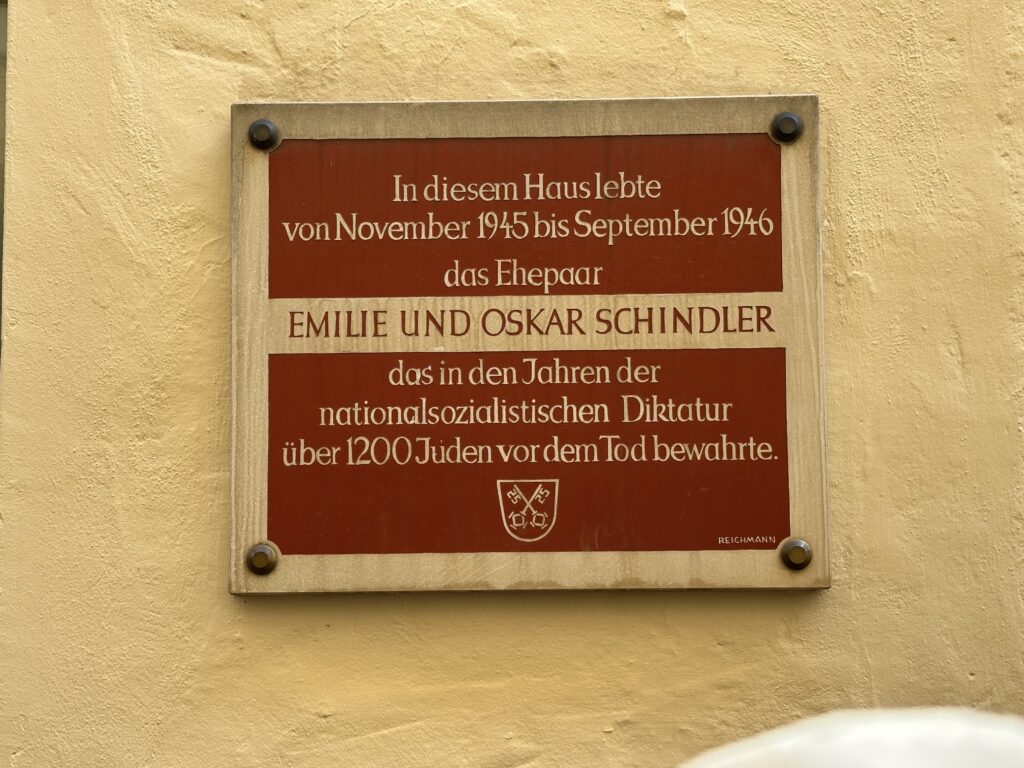 In diesem Haus lebte
von November 1945 bis September 1946
das Ehepaar
EMILIE UND OSKAR SCHINDLER
das in den Jahren der
nationalsozialistischen Diktatur
über 1200 Juden vor dem Tod bewahrte.
REICHMANN